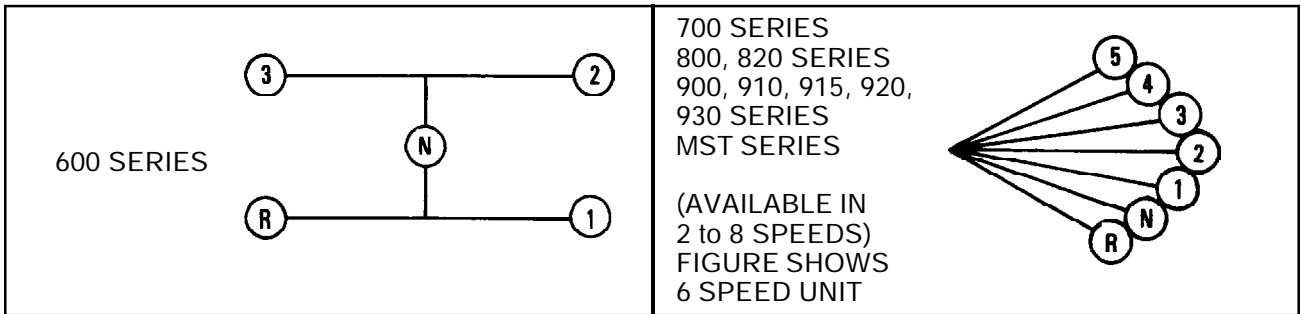 600 SERIES
3
2
N
R
1
700 SERIES
800, 820 SERIES
900, 910, 915, 920,
930 SERIES
MST SERIES
(AVAILABLE IN
2 to 8 SPEEDS)
FIGURE SHOWS
6 SPEED UNIT
5
4
3
2
1
N
R